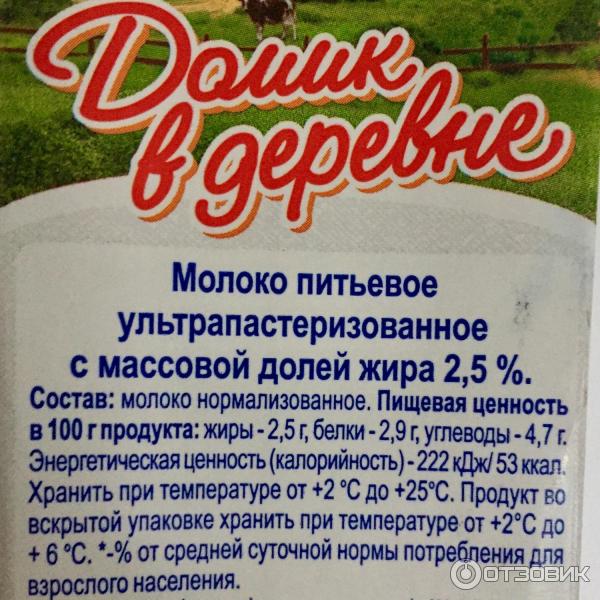 Домик
в деревне
Молоко питьевое
ультрапастеризованное
с массовой долей жира 2,5 %.
Состав: молоко нормализованное. Пищевая ценность
в 100 г продукта: жиры - 2,5 г, белки - 2,9 г, углеводы - 4,7 г.
Энергетическая ценность (калорийность) - 222 кДж/ 53 ккал.
Хранить при температуре от +2 °С до +25°С. Продукт во
вскрытой упаковке хранить при температуре от +2°С до
+ 6 °С. *-% от средней суточной нормы потребления для
взрослого населения.
ОТЗОВИК